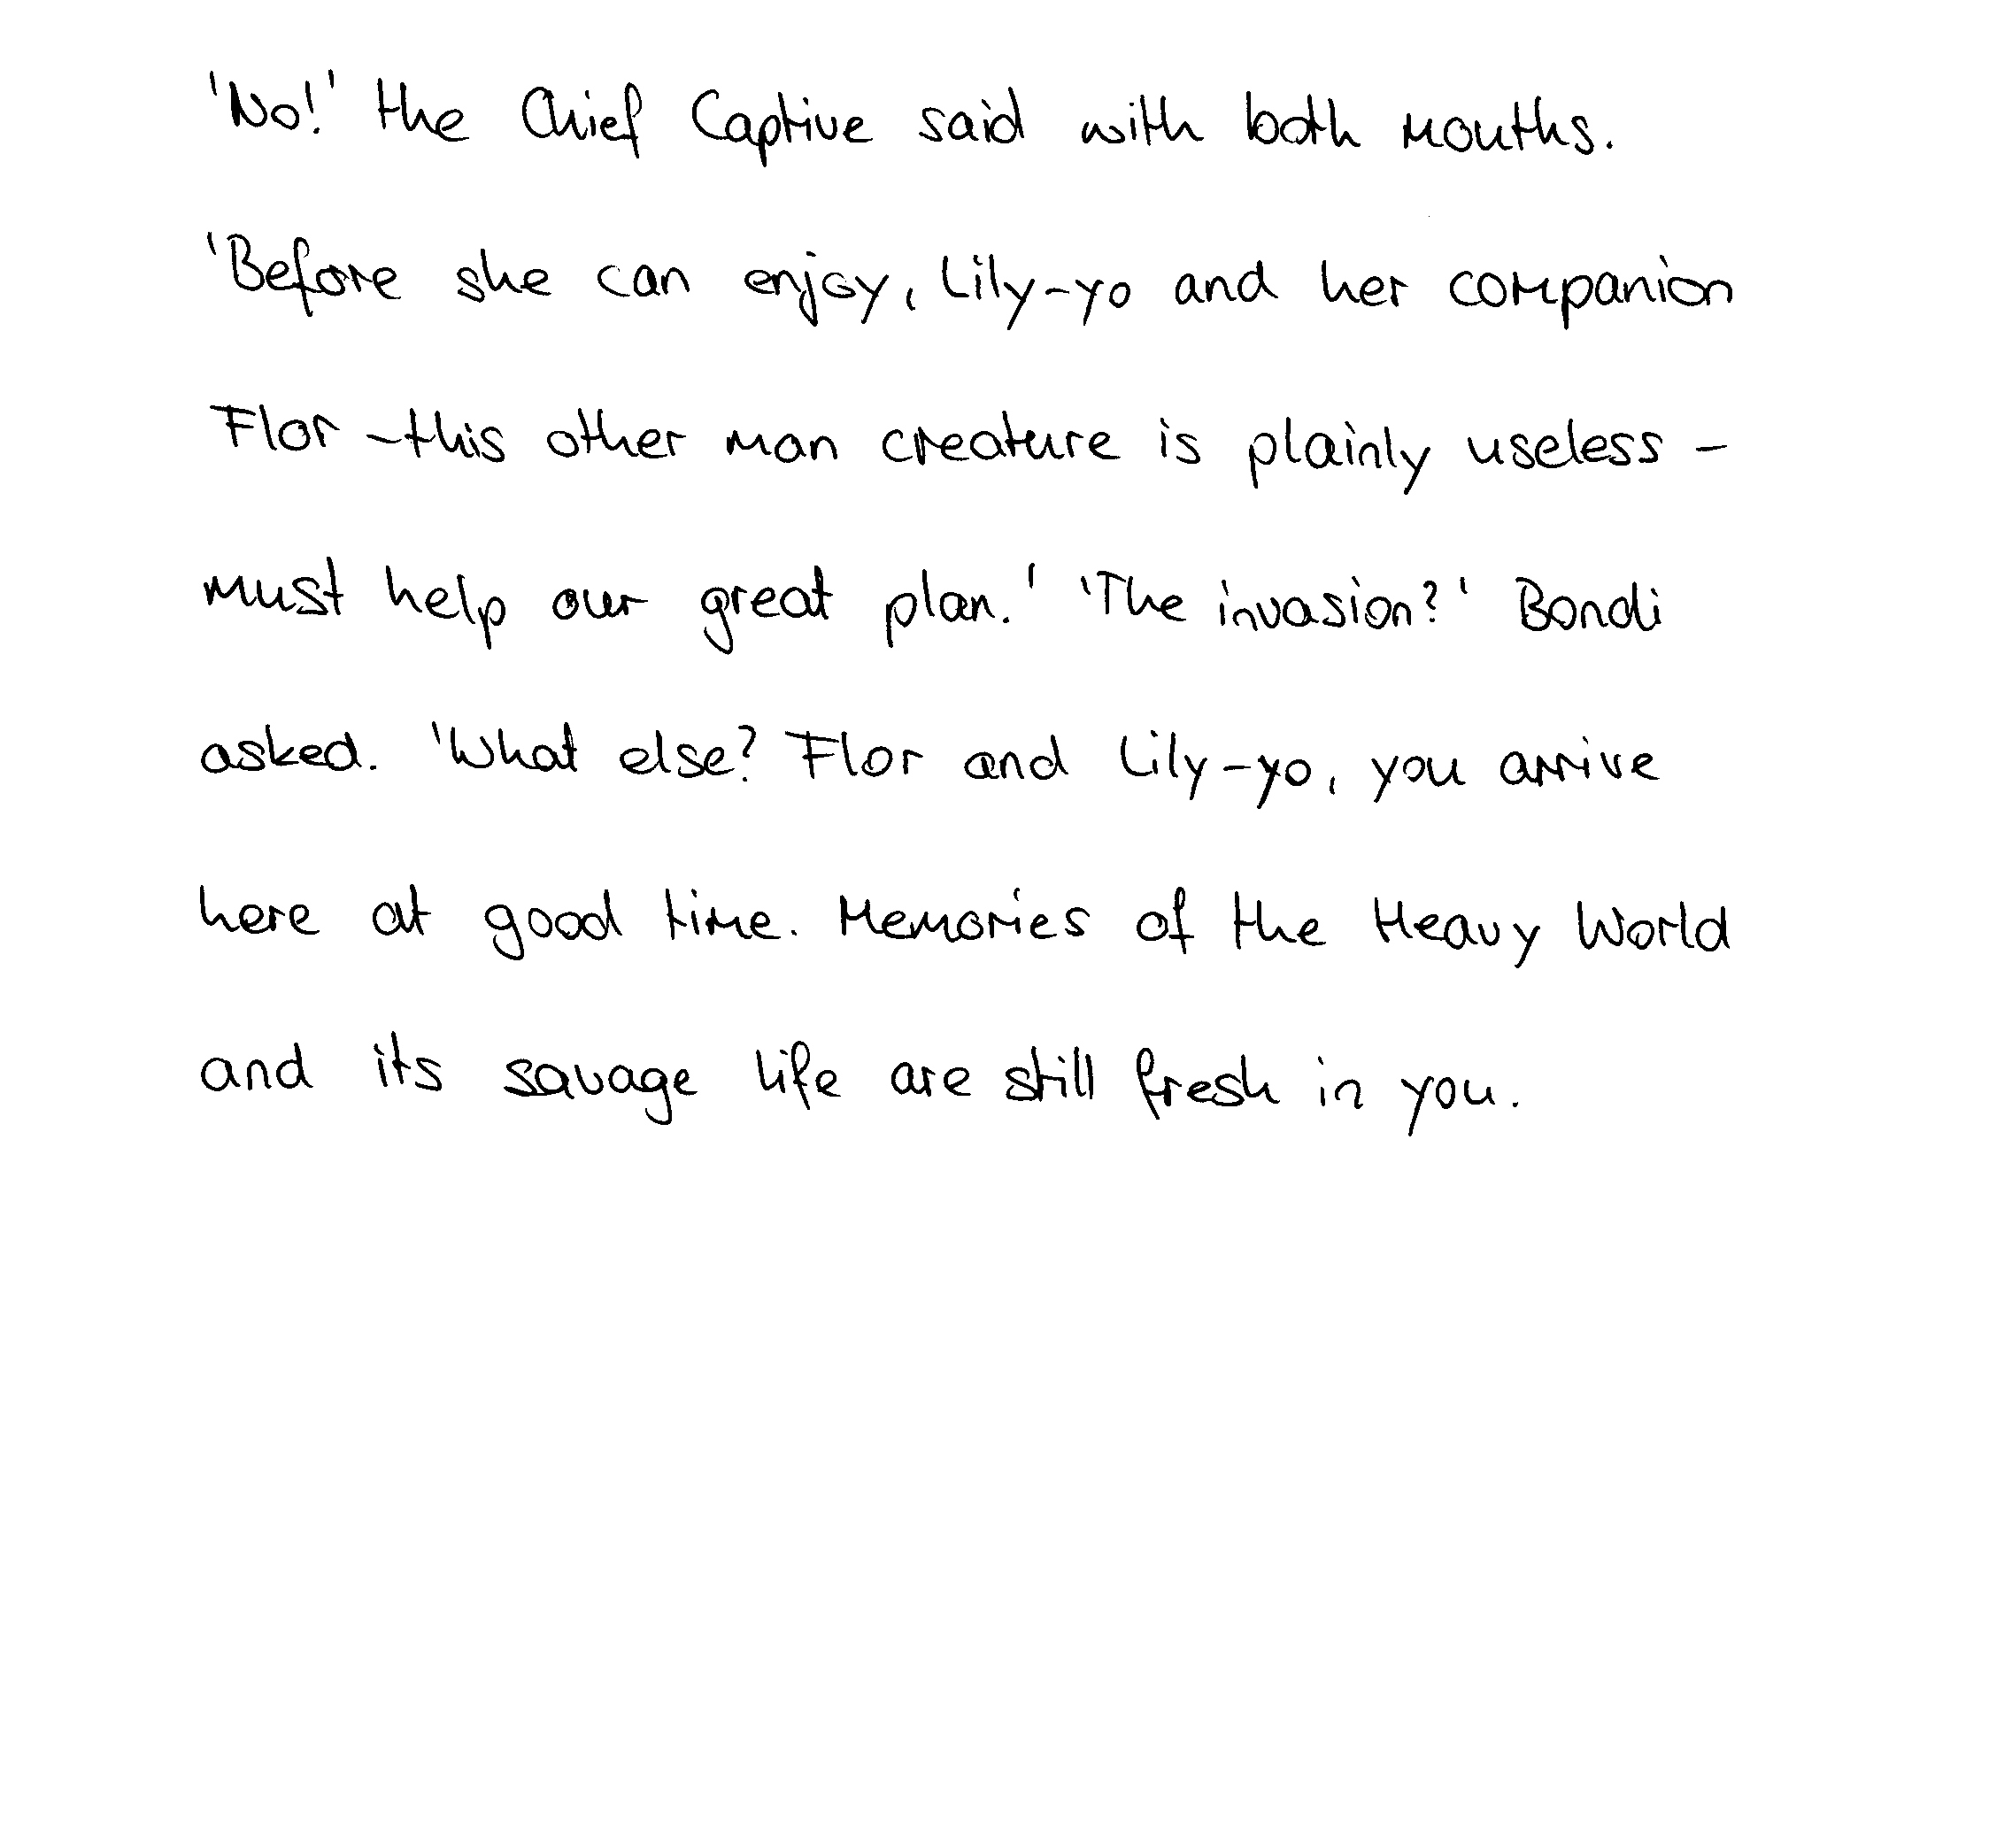 'No!' the Chief Captive said with both mouths.
'Before she can enjoy, Lily-yo and her companion
Flor -this other man creature is plainly useless -
must help our great plan.' 'The invasion?' Bondi
asked. 'What else? Flor and Lily-yo, you arrive
here at good time. Memories of the Heavy World
and its savage life are still fresh in you.